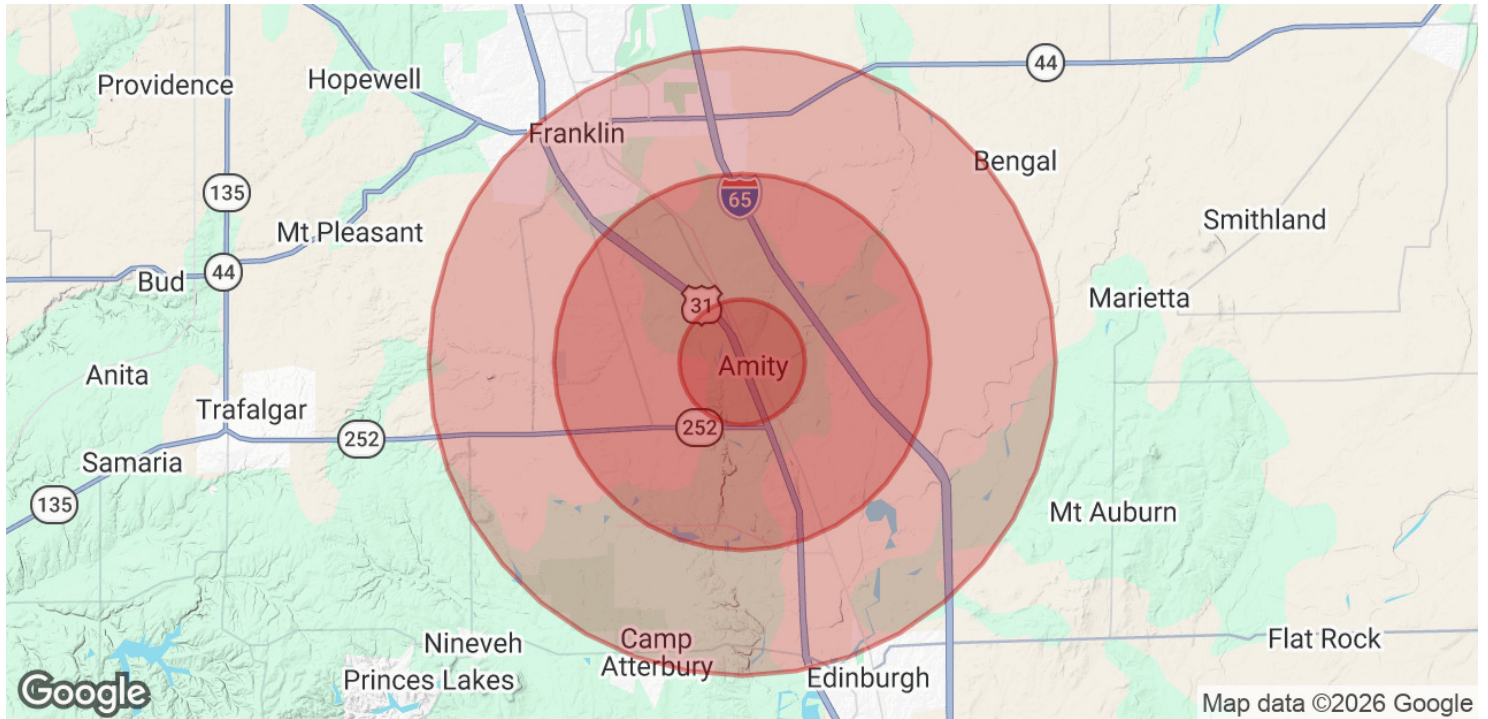 44
Providence
Hopewell
Franklin
Bengal
135
65
Smithland
Mt Pleasant
44
Bud
Marietta
31
Amity
Anita
Trafalgar
252
252
Samaria
135
Mt Auburn
Nineveh
Camp
Atterbury
Flat Rock
Princes Lakes
Edinburgh
Google
Map data ©2026 Google